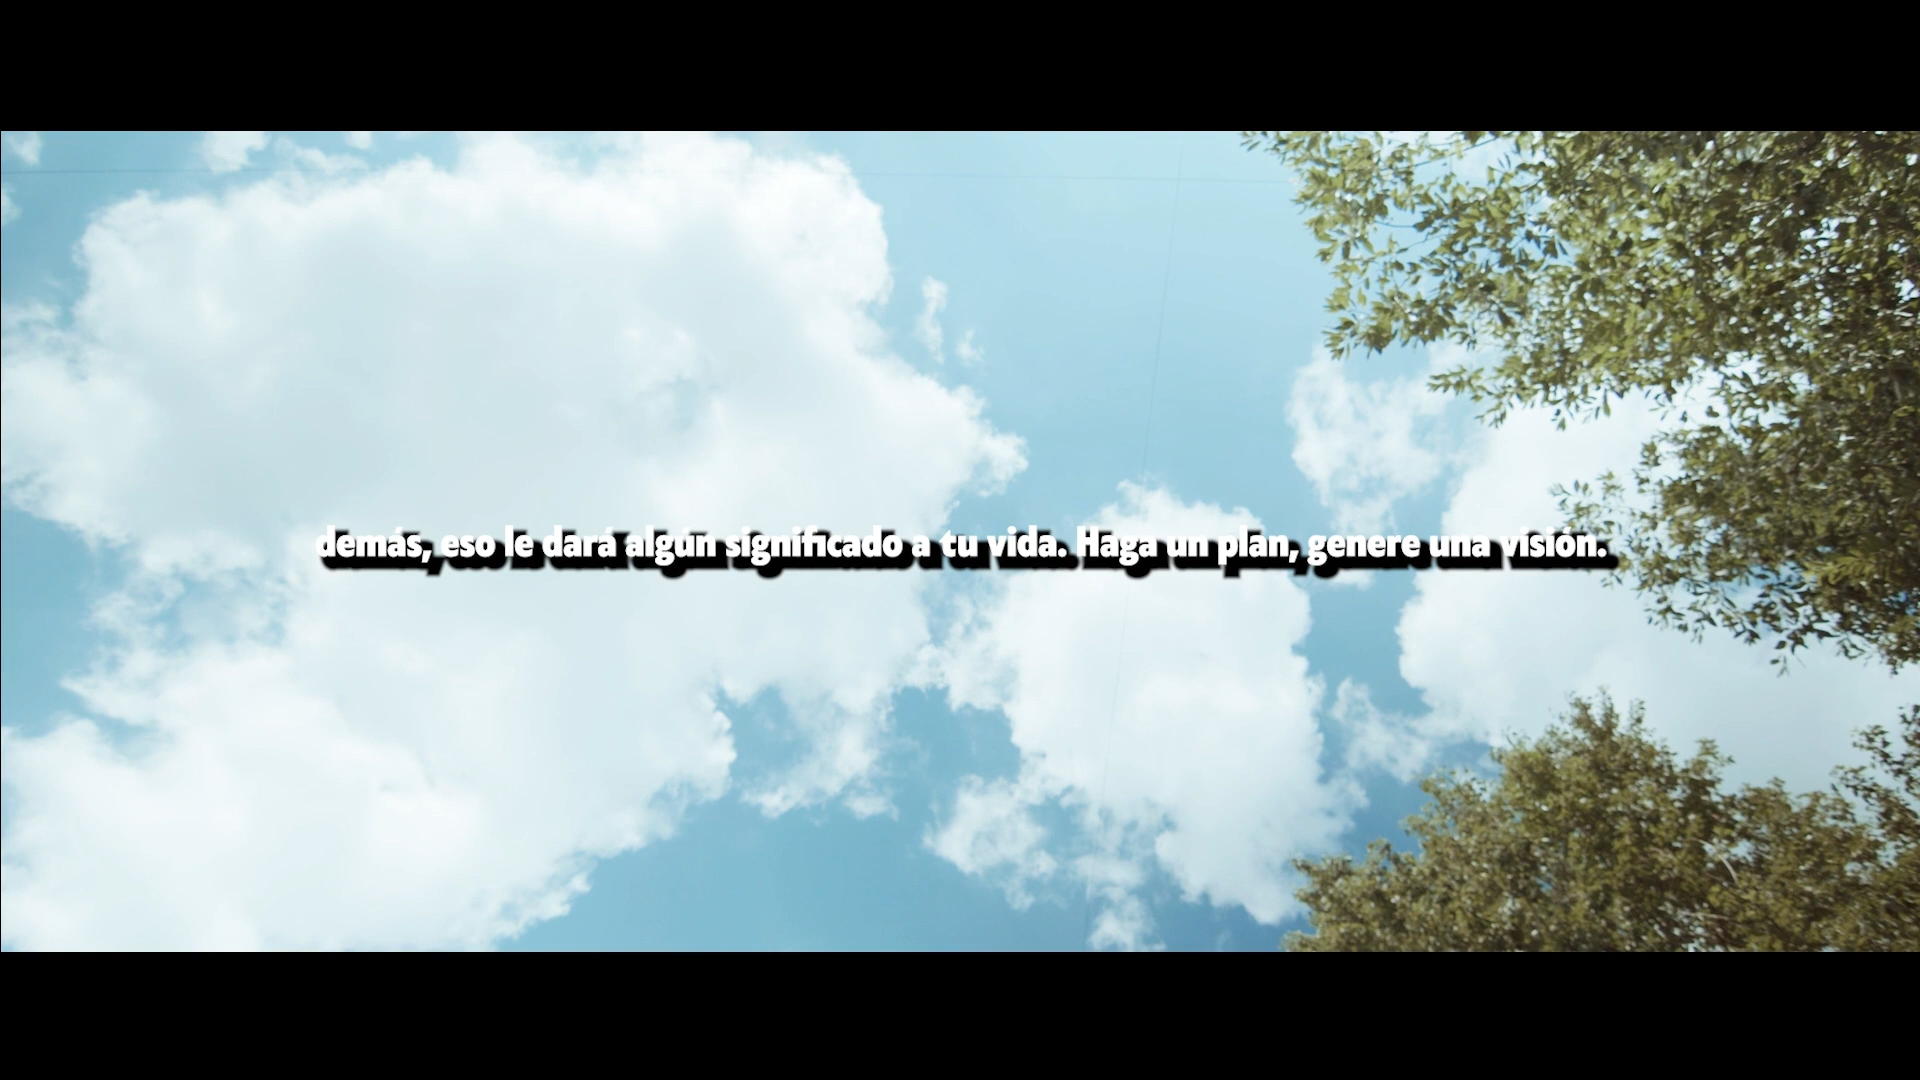 demás, eso le dará algún significado a tu vida. Haga un plan, genere una visión.